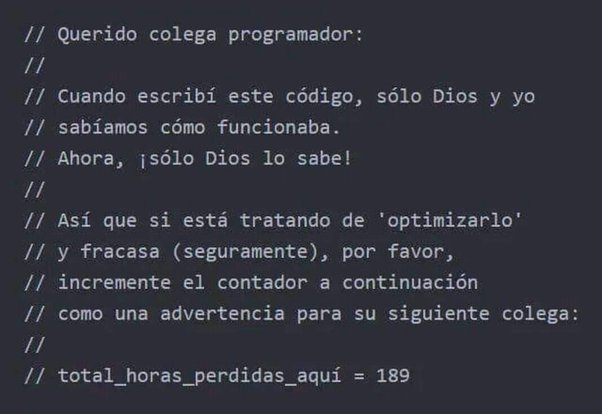 // Querido colega programador:
//
// Cuando escribí este código, sólo Dios y yo
// sabíamos cómo funcionaba.
// Ahora, ¡sólo Dios lo sabe!
//
// Así que si está tratando de 'optimizarlo'
// y fracasa (seguramente), por favor,
// incremente el contador a continuación
// como una advertencia para su siguiente colega:
//
// total_horas_perdidas_aquí = 189